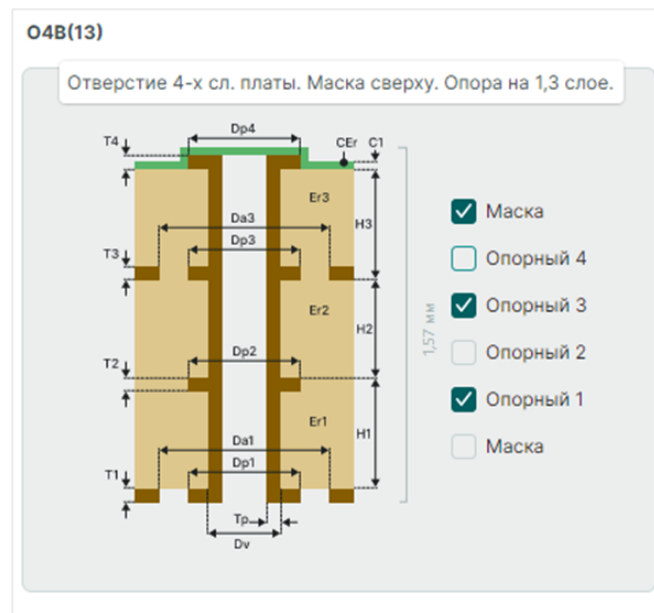 О4В(13)
Отверстие 4-х сл. платы. Маска сверху. Опора на 1,3 слое.
Dp4
T4
CEr
C1
Er3
Da3
H3
Dp3
T3
Er2
H2
Dp2
T2
Er1
Da1
H1
Dp1
T1
Tp
Dv
1,57 мм
Маска
Опорный 4
Опорный 3
Опорный 2
Опорный 1
Маска